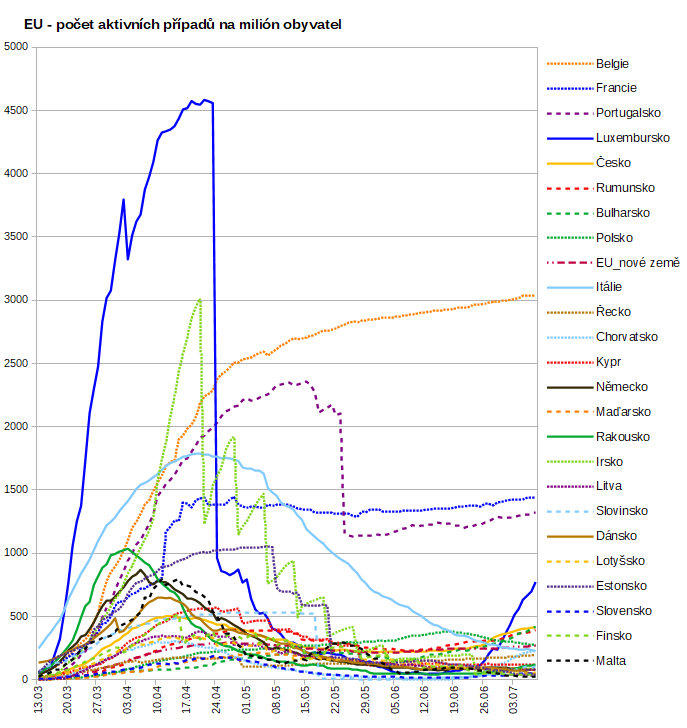 EU - počet aktivních případů na milión obyvatel
5000
4500
4000
3500
3000
2500
2000
1500
1000
500
0
Belgie
Francie
Portugalsko
Luxembursko
Česko
Rumunsko
Bulharsko
Polsko
EU_nové země
Itálie
Řecko
Chorvatsko
Kypr
Německo
Maďarsko
Rakousko
Irsko
Litva
Slovinsko
Dánsko
Lotyšsko
Estonsko
Slovensko
Finsko
Malta
13.03
20.03
27.03
03.04
10.04
17.04
24.04
01.05
08.05
15.05
22.05
29.05
05.06
12.06
19.06
26.06
03.07